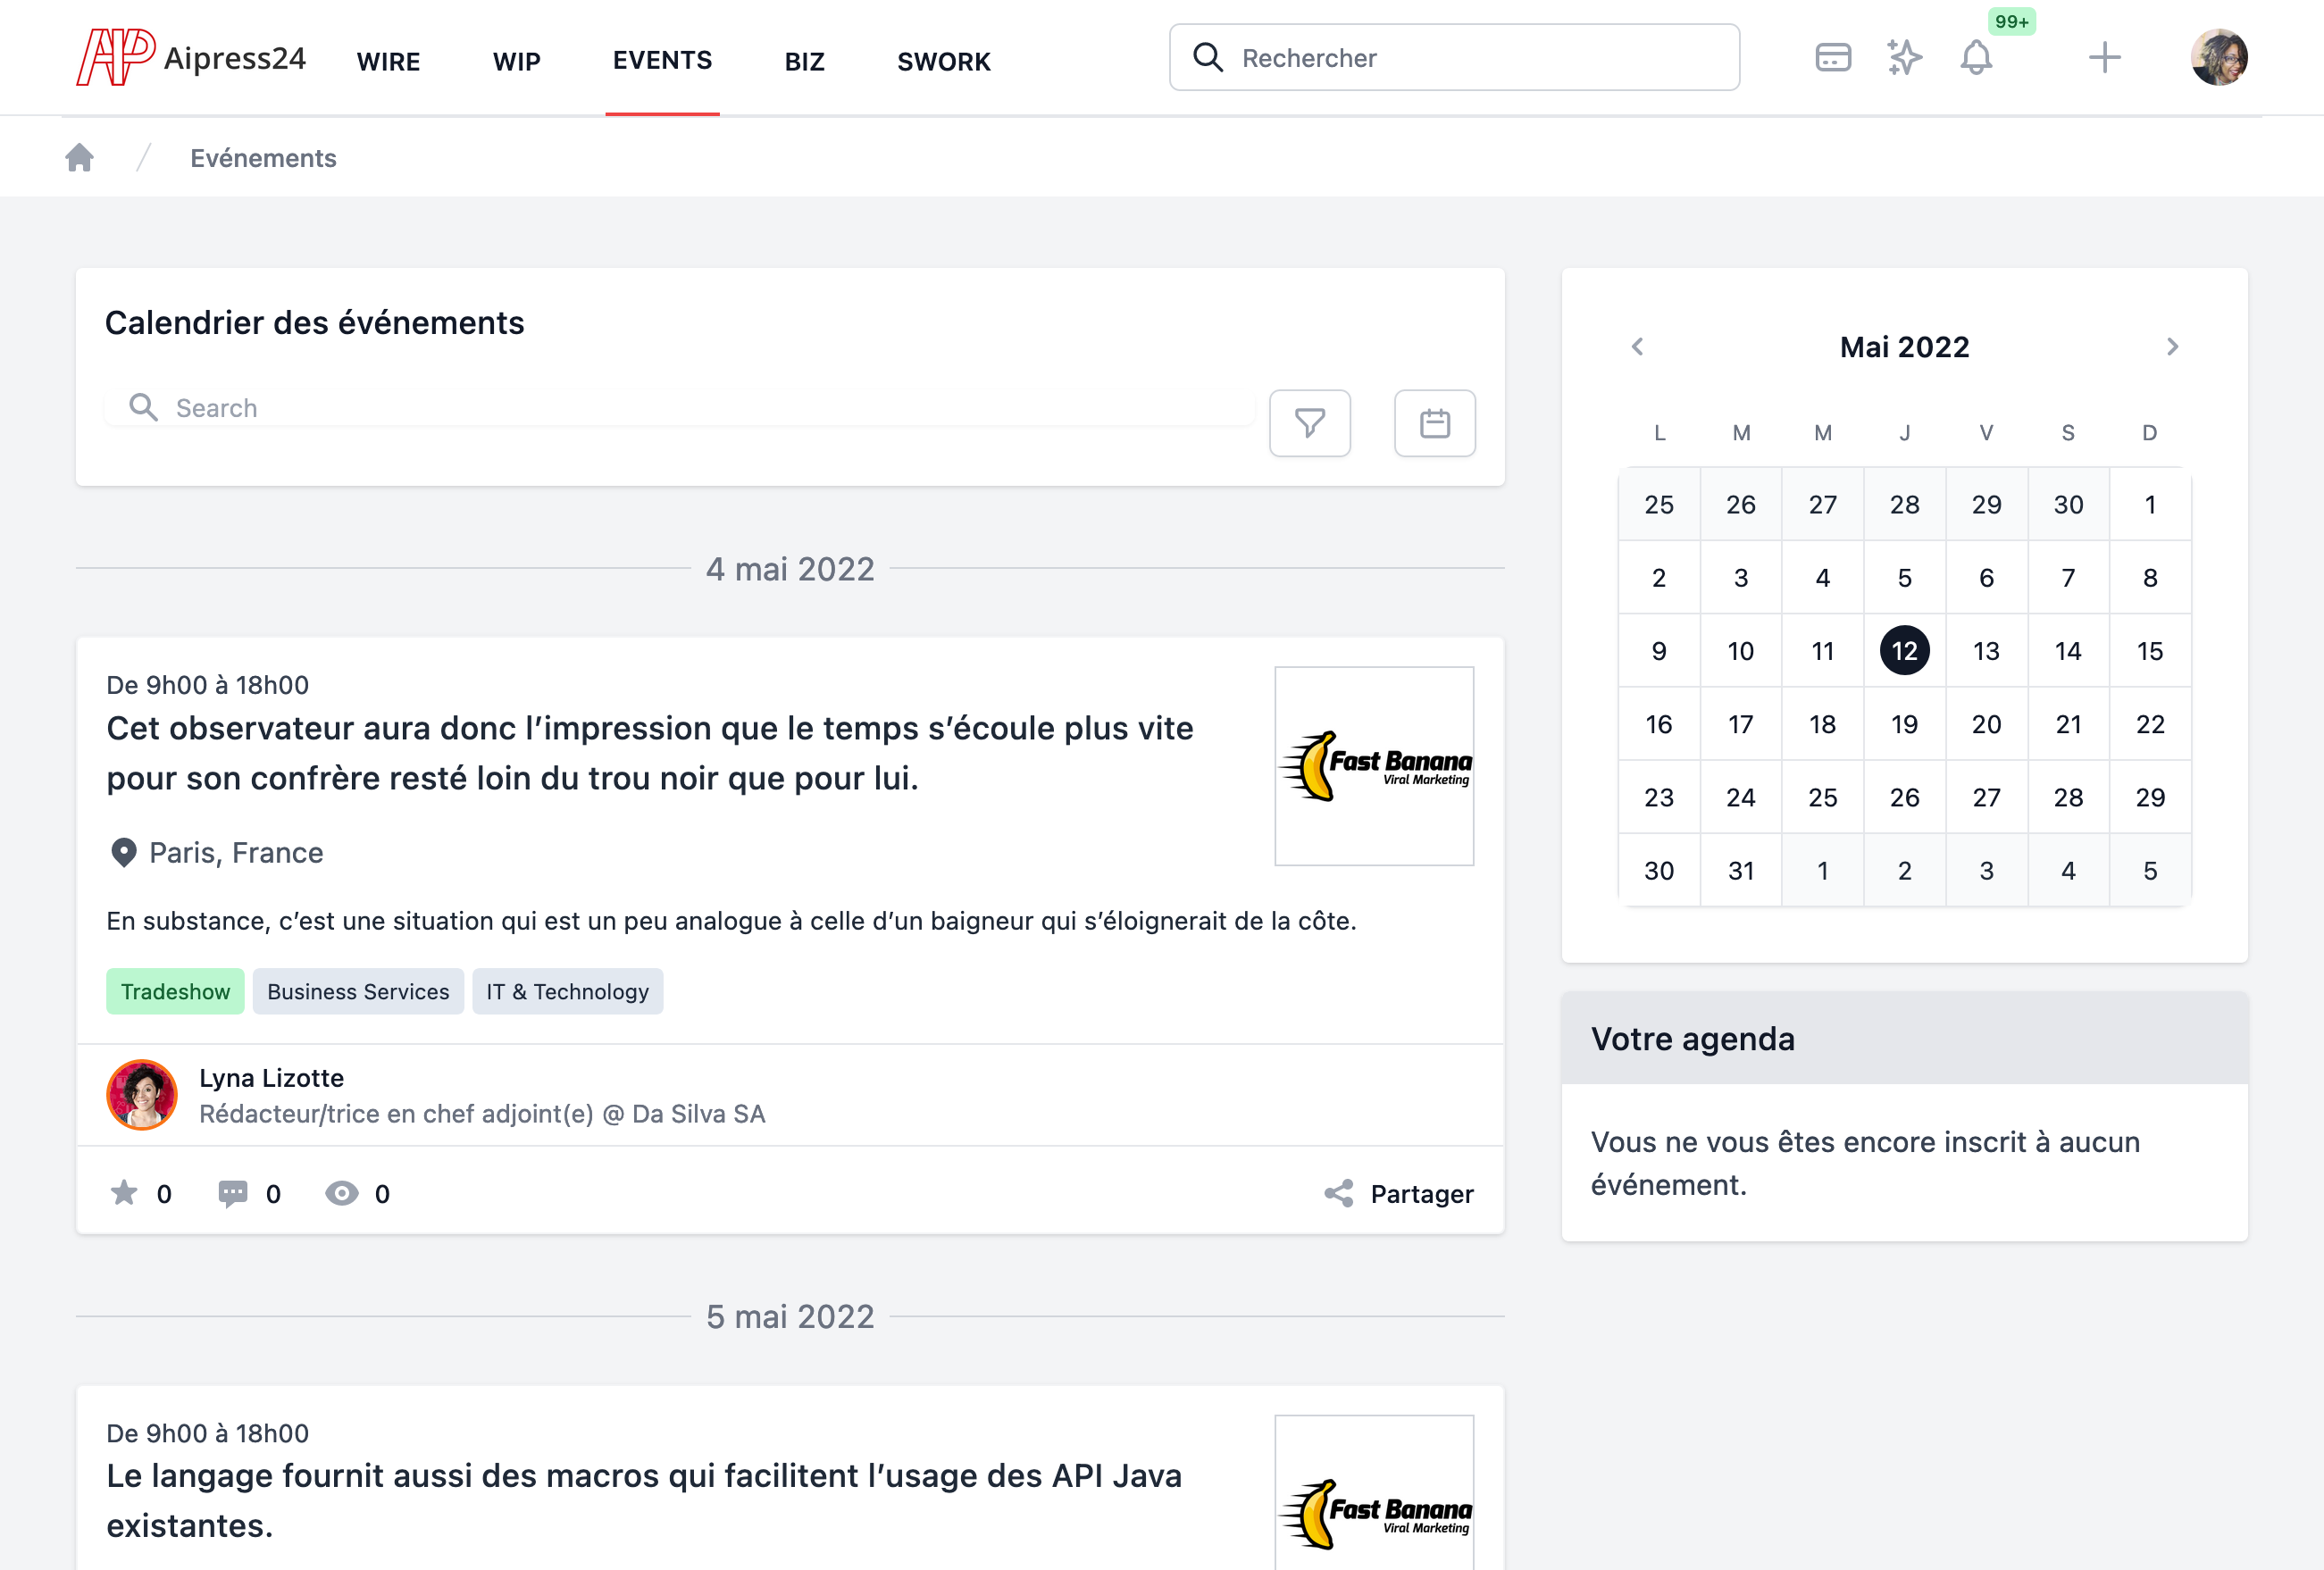 AP Aipress24 WIRE WIP EVENTS BIZ SWORK Rechercher 99+
Evénements
Calendrier des événements
Search
4 mai 2022
De 9h00 à 18h00
Cet observateur aura donc l’impression que le temps s’écoule plus vite
pour son confrère resté loin du trou noir que pour lui.
Fast Banana
Viral Marketing
Paris, France
En substance, c’est une situation qui est un peu analogue à celle d’un baigneur qui s’éloignerait de la côte.
Tradeshow Business Services IT & Technology
Lyna Lizotte
Rédacteur/trice en chef adjoint(e) @ Da Silva SA
0 0 0 Partager
5 mai 2022
De 9h00 à 18h00
Le langage fournit aussi des macros qui facilitent l’usage des API Java
existantes.
Fast Banana
Viral Marketing
Mai 2022
L M M J V S D
25 26 27 28 29 30 1
2 3 4 5 6 7 8
9 10 11 12 13 14 15
16 17 18 19 20 21 22
23 24 25 26 27 28 29
30 31 1 2 3 4 5
Votre agenda
Vous ne vous êtes encore inscrit à aucun
événement.